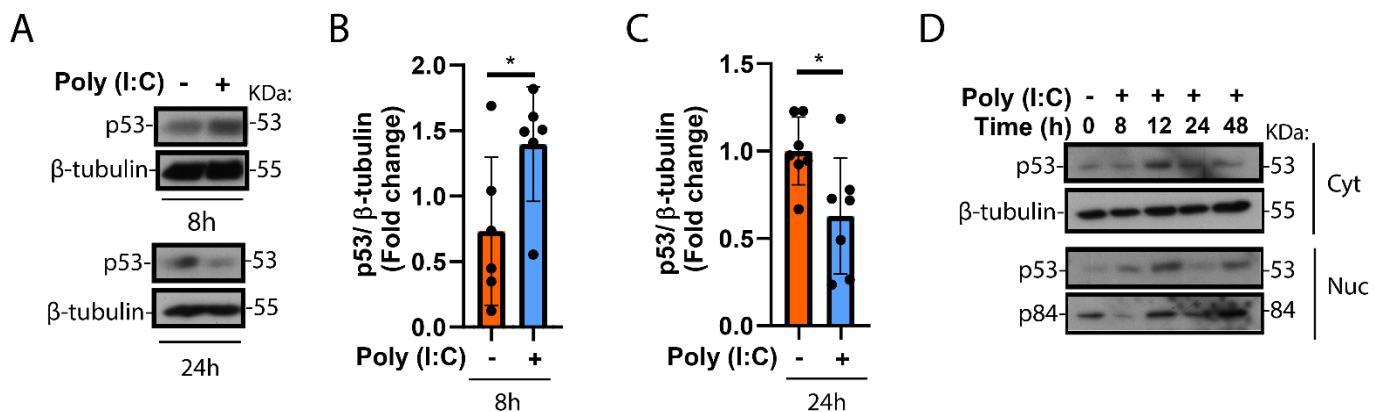 A
Poly (I:C) - +
KDa:
p53 -53
β-tubulin -55
8h
p53 -53
β-tubulin -55
24h
B
p53/ β-tubulin
(Fold change)
2.0
1.5
1.0
0.5
0.0
*
Poly (I:C) - +
8h
C
p53/ β-tubulin
(Fold change)
1.5
1.0
0.5
0.0
*
Poly (I:C) - +
24h
D
Poly (I:C) - + + + +
Time (h) 0 8 12 24 48 KDa:
p53 -53
β-tubulin -55
Cyt
p53 -53
p84 -84
Nuc